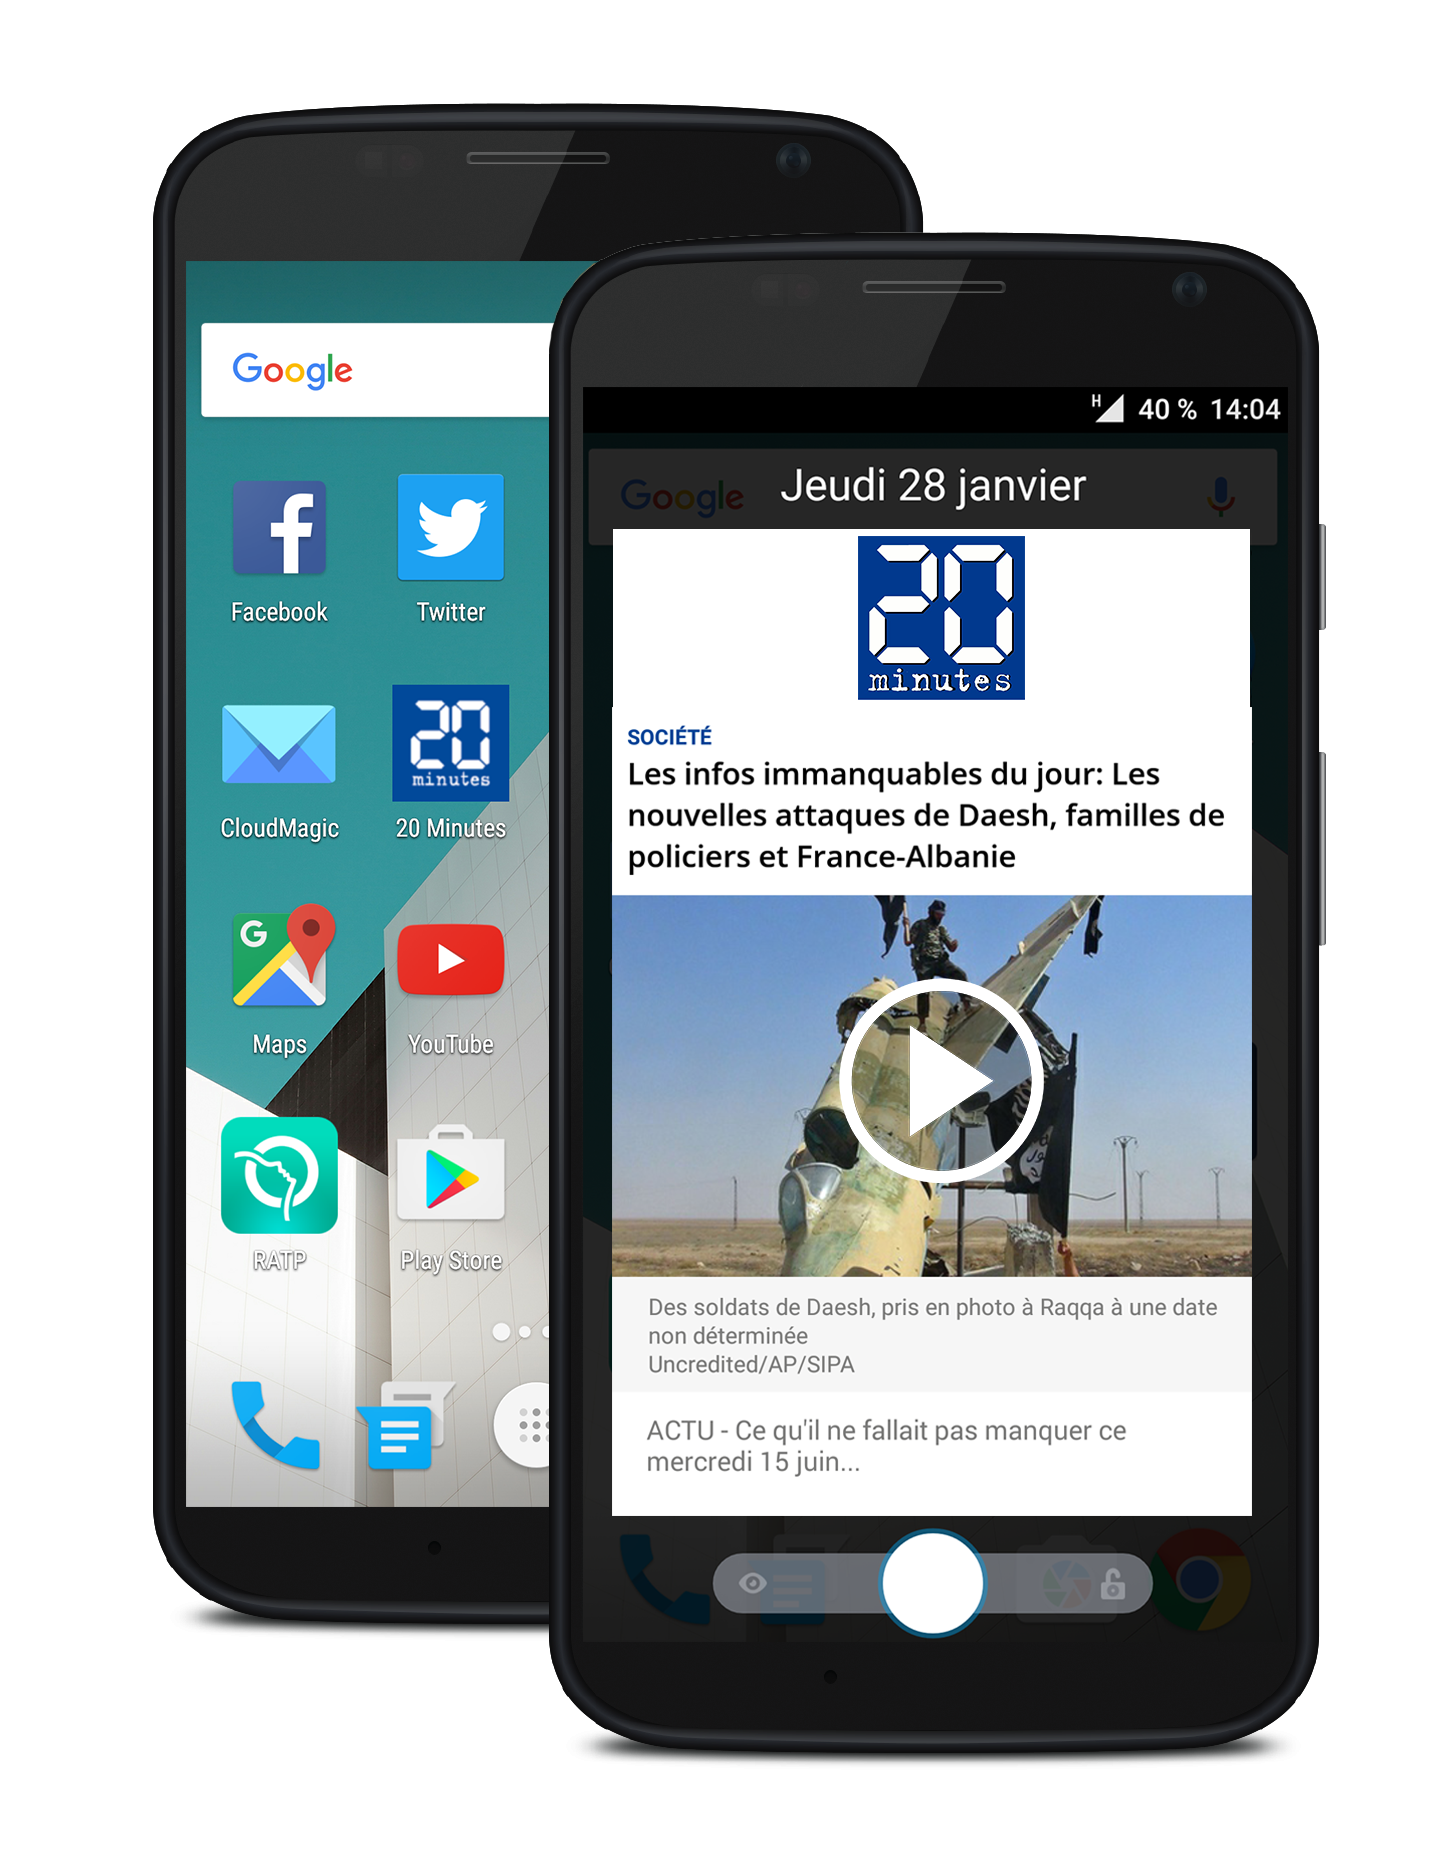 Google
Facebook
Twitter
20
minutes
CloudMagic
20 Minutes
G
Maps
YouTube
RATP
Play Store
H 40 % 14:04
Google
Jeudi 28 janvier
20
minutes
SOCIÉTÉ
Les infos immanquables du jour: Les
nouvelles attaques de Daesh, familles de
policiers et France-Albanie
Des soldats de Daesh, pris en photo à Raqqa à une date
non déterminée
Uncredited/AP/SIPA
ACTU - Ce qu'il ne fallait pas manquer ce
mercredi 15 juin...